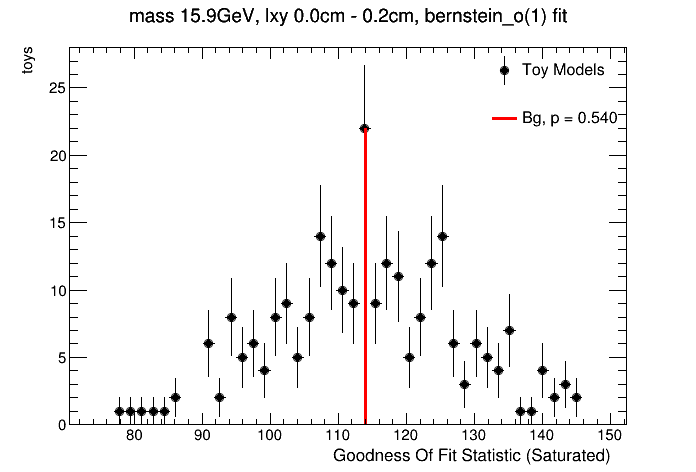 mass 15.9GeV, lxy 0.0cm - 0.2cm, bernstein_o(1) fit
toys
Toy Models
Bg, p = 0.540
25
20
15
10
5
0
80 90 100 110 120 130 140 150
Goodness Of Fit Statistic (Saturated)